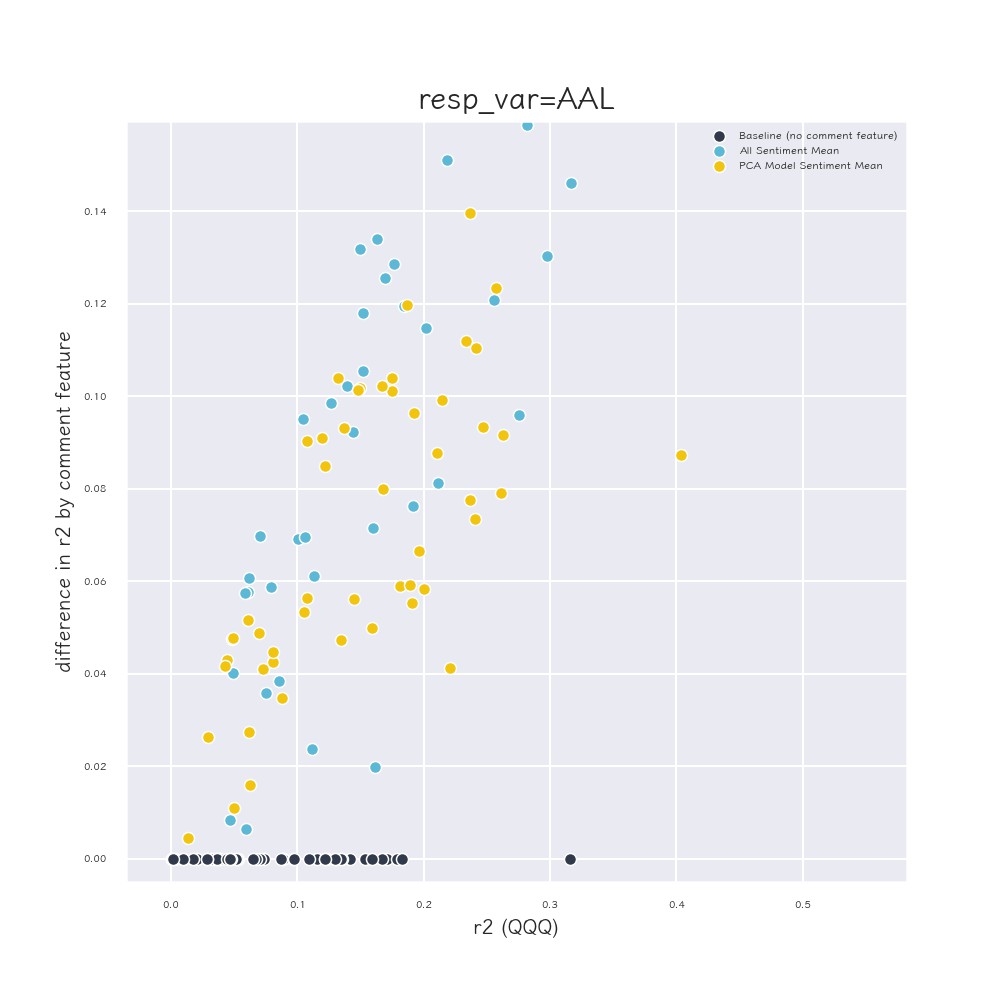 resp_var=AAL
Baseline (no comment feature)
All Sentiment Mean
PCA Model Sentiment Mean
difference in r2 by comment feature
0.14
0.12
0.10
0.08
0.06
0.04
0.02
0.00
0.0 0.1 0.2 0.3 0.4 0.5
r2 (QQQ)